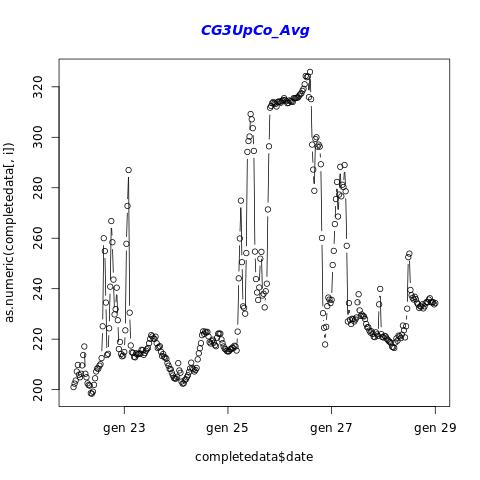 CG3UpCo_Avg
as.numeric(completedata[, i])
320
300
280
260
240
220
200
gen 23 gen 25 gen 27 gen 29
completedata$date